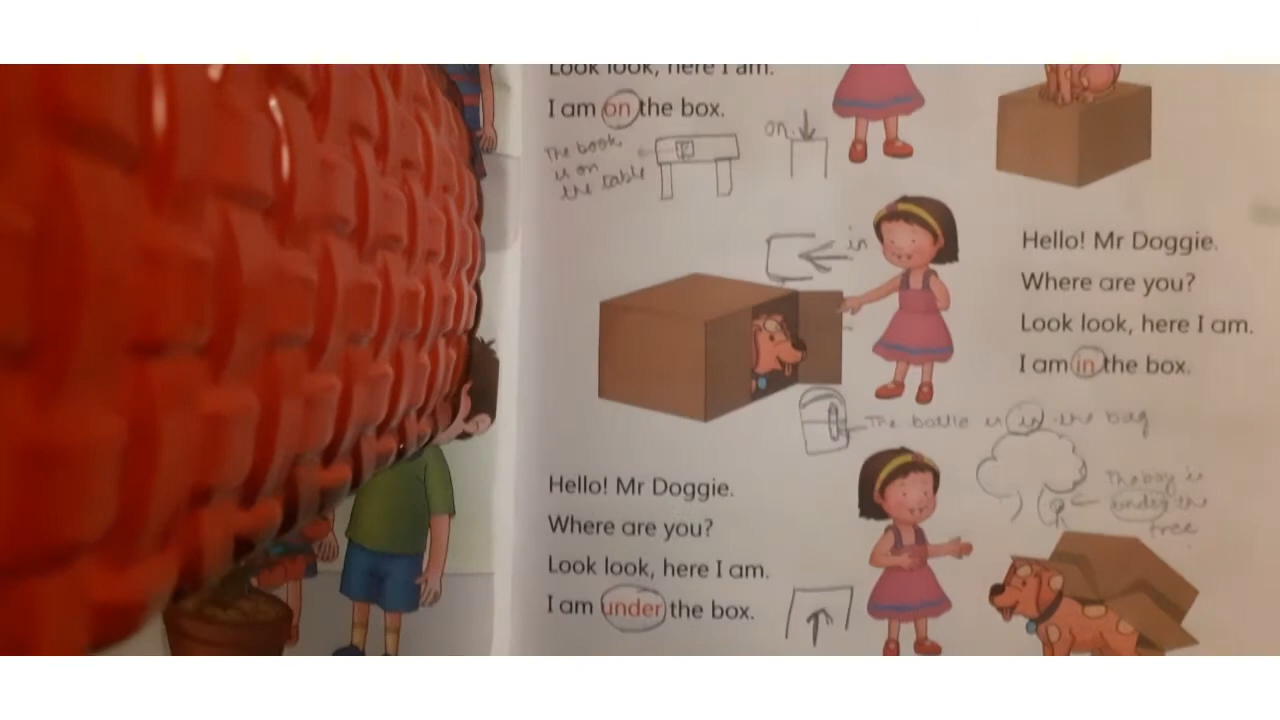 Look look, here I am.
I am on the box.
on
The book
is on
the table
in
Hello! Mr Doggie.
Where are you?
Look look, here I am.
I am in the box.
The bottle is in the bag
The boy is
under the
tree
Hello! Mr Doggie.
Where are you?
Look look, here I am.
I am under the box.